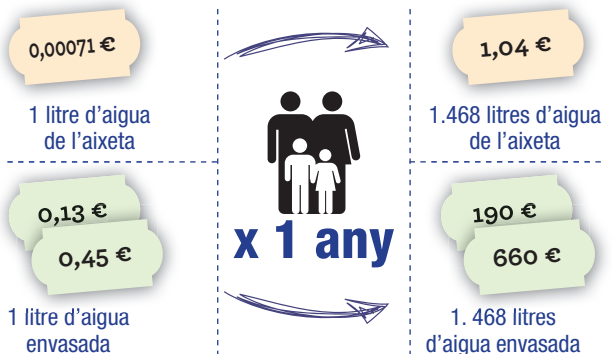 0,00071 €
1 litre d’aigua
de l’aixeta
1,04 €
1.468 litres d’aigua
de l’aixeta
0,13 €
0,45 €
1 litre d’aigua
envasada
x 1 any
190 €
660 €
1. 468 litres
d’aigua envasada